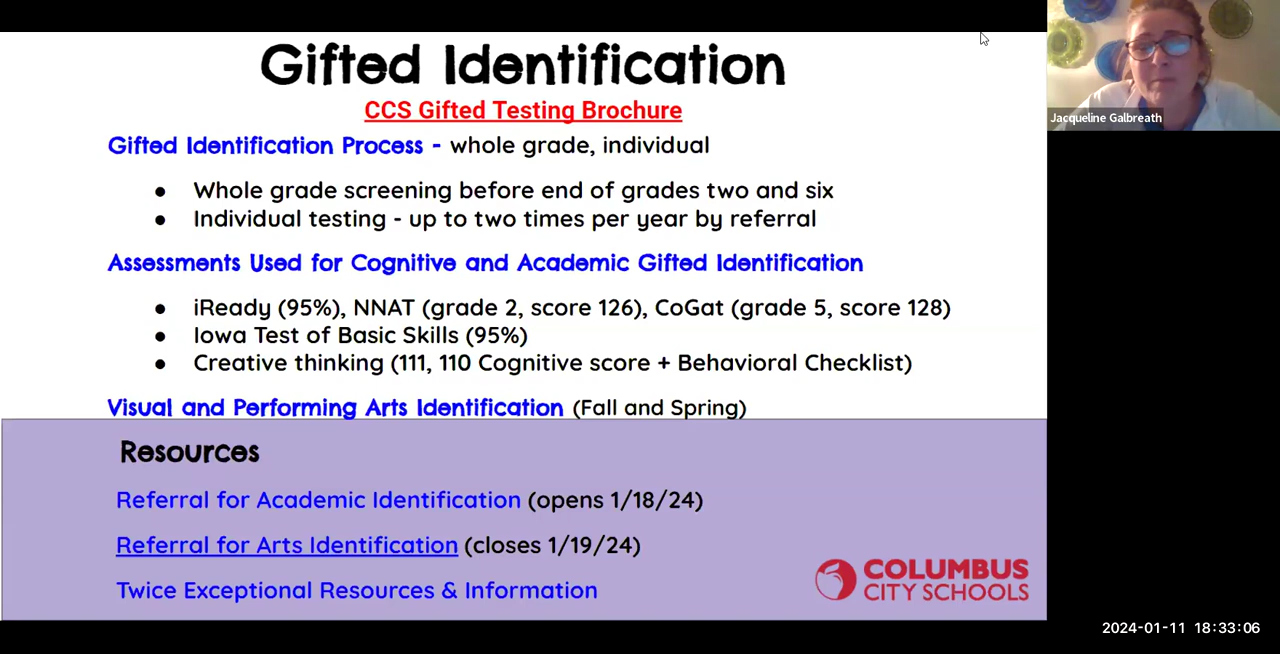 Gifted Identification
CCS Gifted Testing Brochure
Gifted Identification Process - whole grade, individual
● Whole grade screening before end of grades two and six
● Individual testing - up to two times per year by referral
Assessments Used for Cognitive and Academic Gifted Identification
● iReady (95%), NNAT (grade 2, score 126), CoGat (grade 5, score 128)
● Iowa Test of Basic Skills (95%)
● Creative thinking (111, 110 Cognitive score + Behavioral Checklist)
Visual and Performing Arts Identification (Fall and Spring)
Resources
Referral for Academic Identification (opens 1/18/24)
Referral for Arts Identification (closes 1/19/24)
Twice Exceptional Resources & Information
COLUMBUS
CITY SCHOOLS
Jacqueline Galbreath
2024-01-11 18:33:06